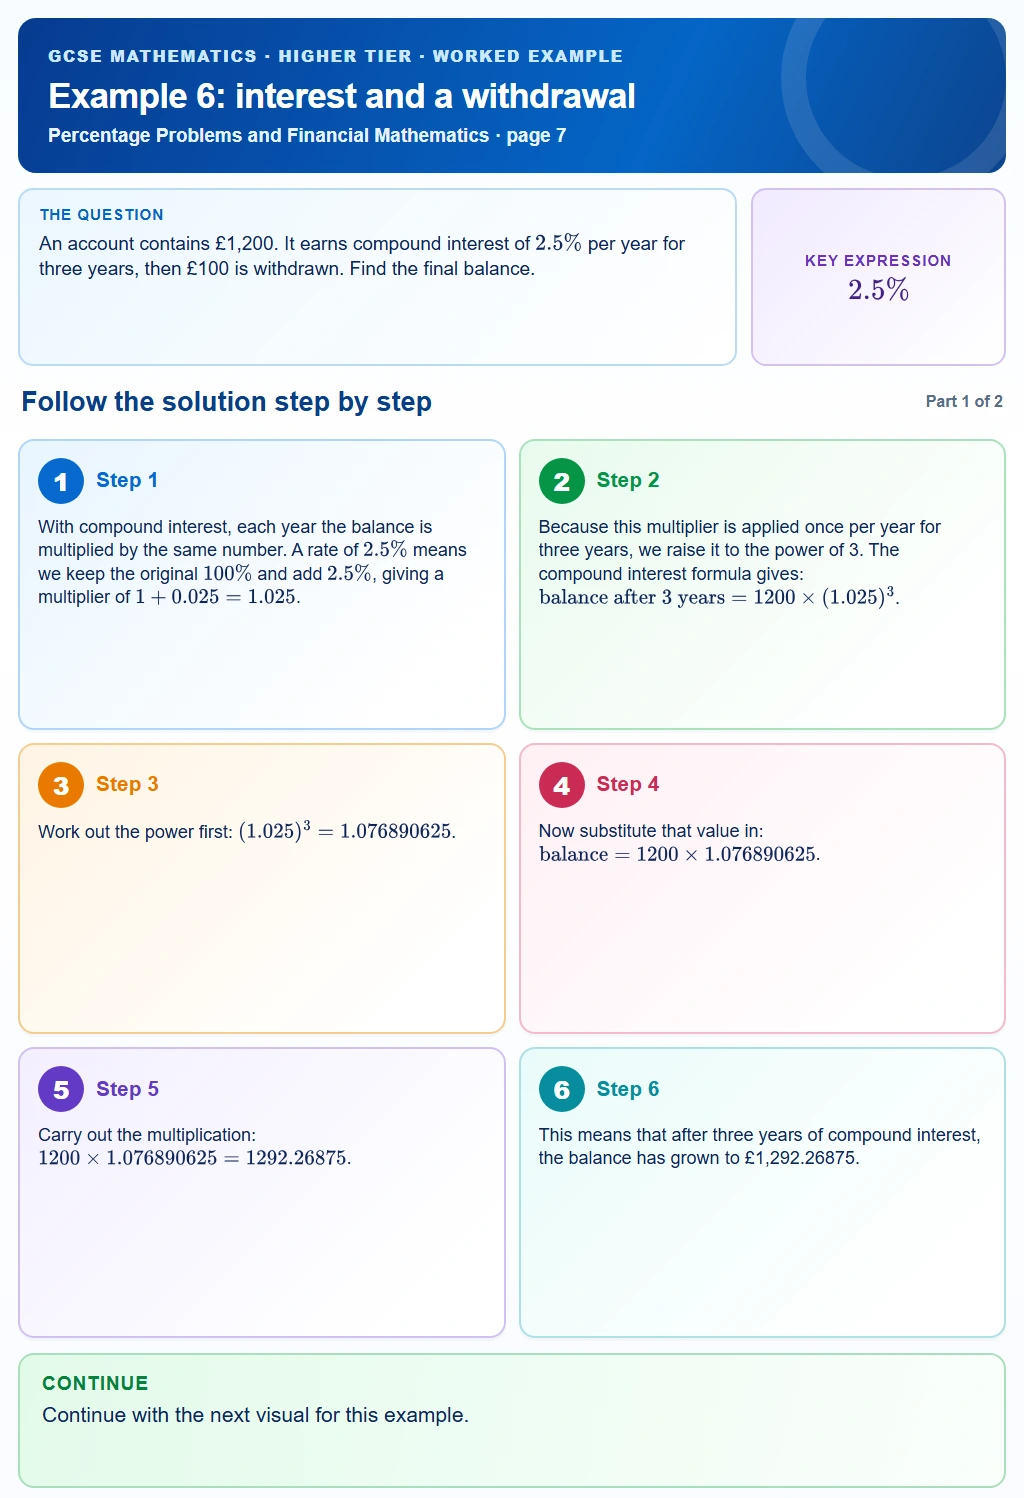 GCSE MATHEMATICS · HIGHER TIER · WORKED EXAMPLE
Example 6: interest and a withdrawal
Percentage Problems and Financial Mathematics · page 7
THE QUESTION
An account contains £1,200. It earns compound interest of 2.5% per year for
three years, then £100 is withdrawn. Find the final balance.
KEY EXPRESSION
2.5%
Follow the solution step by step
Part 1 of 2
1 Step 1
With compound interest, each year the balance is
multiplied by the same number. A rate of 2.5% means
we keep the original 100% and add 2.5%, giving a
multiplier of 1 + 0.025 = 1.025.
2 Step 2
Because this multiplier is applied once per year for
three years, we raise it to the power of 3. The
compound interest formula gives:
balance after 3 years = 1200 × (1.025)³.
3 Step 3
Work out the power first: (1.025)³ = 1.076890625.
4 Step 4
Now substitute that value in:
balance = 1200 × 1.076890625.
5 Step 5
Carry out the multiplication:
1200 × 1.076890625 = 1292.26875.
6 Step 6
This means that after three years of compound interest,
the balance has grown to £1,292.26875.
CONTINUE
Continue with the next visual for this example.